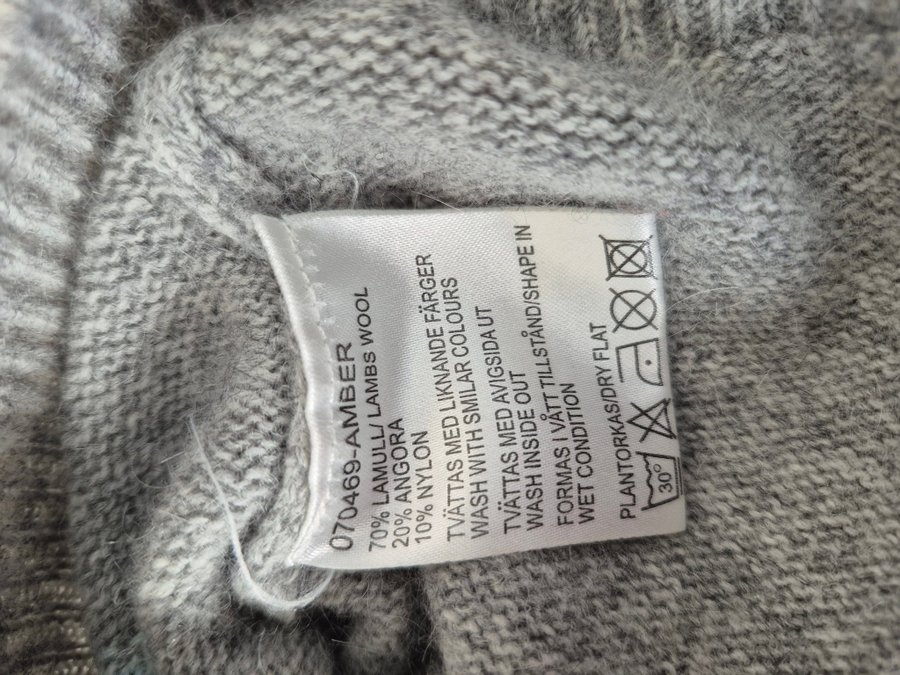 070469-AMBER
70% LAMULL/ LAMBS WOOL
20% ANGORA
10% NYLON
TVÄTTAS MED LIKNANDE FÄRGER
WASH WITH SMILAR COLOURS
TVÄTTAS MED AVIGSIDA UT
WASH INSIDE OUT
FORMAS I VÅTT TILLSTÅND/SHAPE IN
WET CONDITION
PLANTORKAS/DRY FLAT
30°